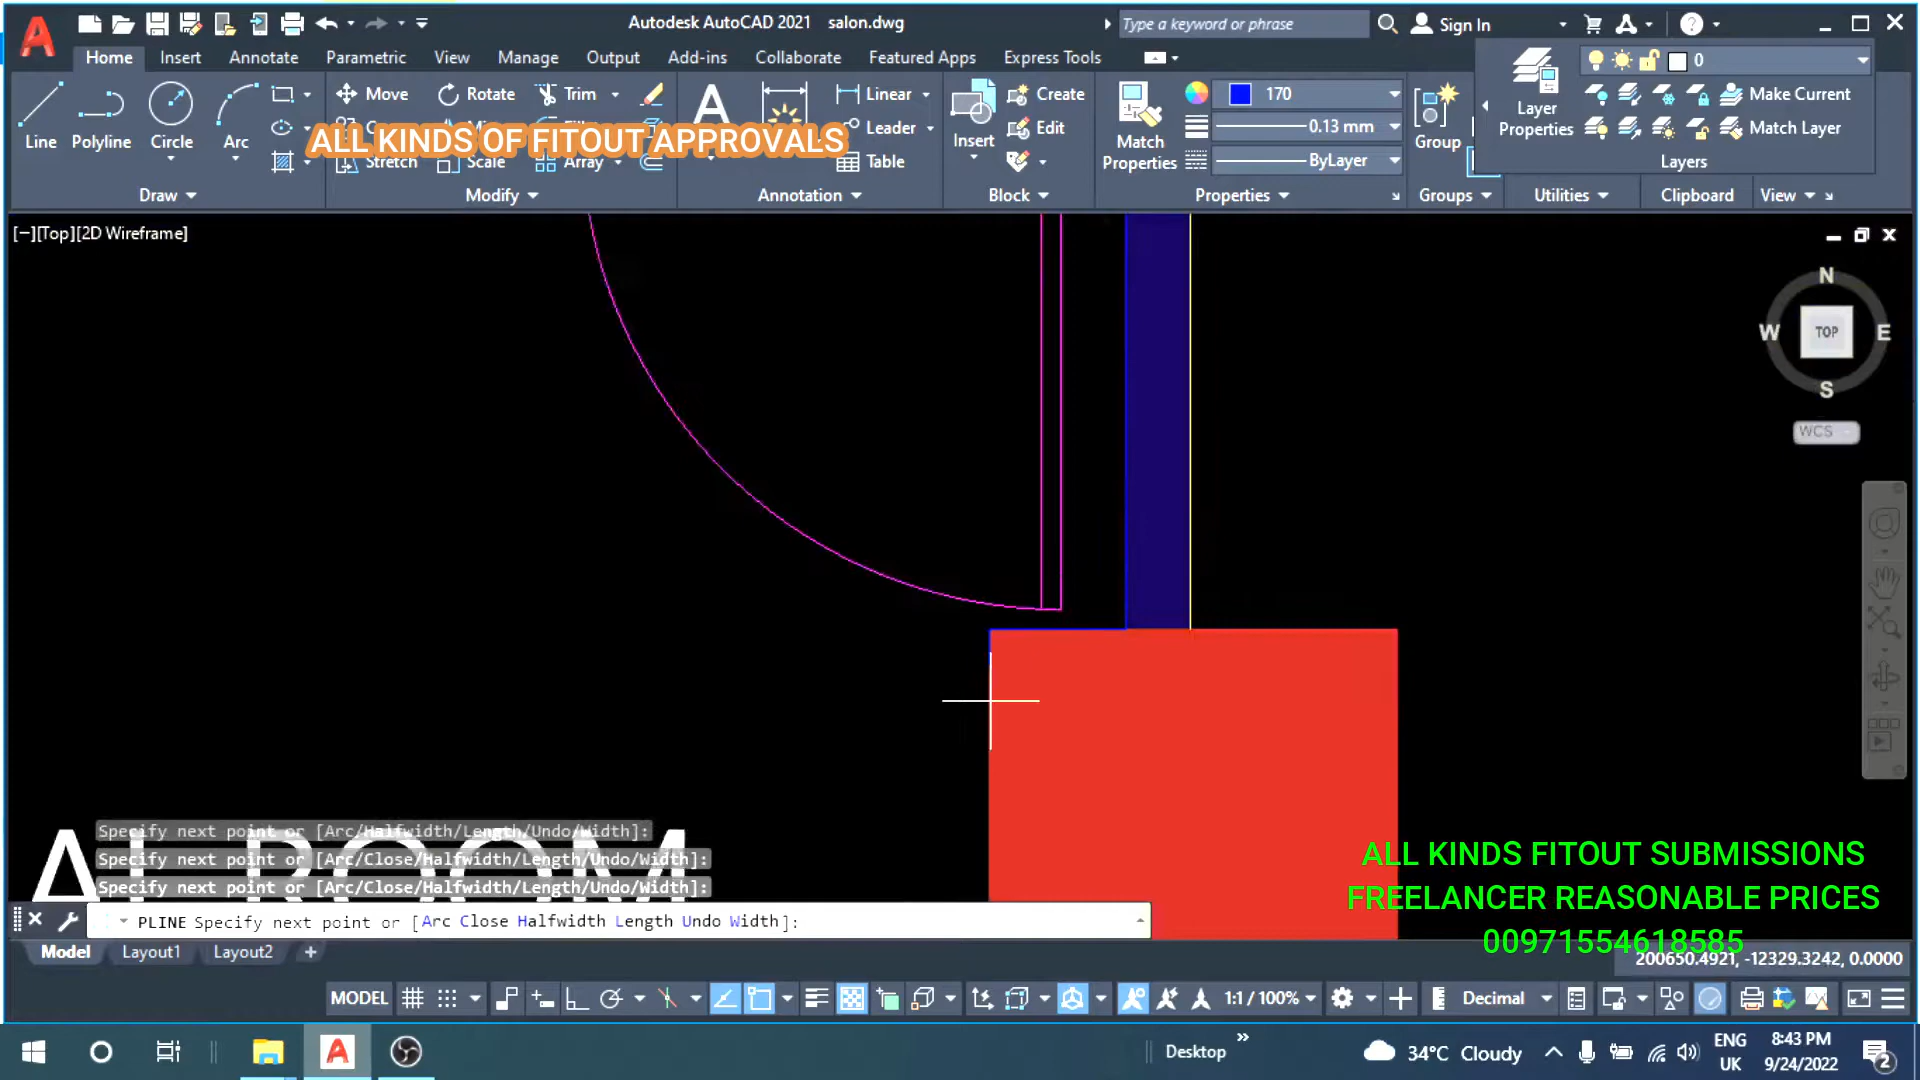 Autodesk AutoCAD 2021 salon.dwg
Type a keyword or phrase
Sign In
Home Insert Annotate Parametric View Manage Output Add-ins Collaborate Featured Apps Express Tools
Line
Polyline
Circle
Arc
Move
Rotate
Trim
Stretch
Scale
Array
Linear
Leader
Table
Insert
Create
Edit
Match
Properties
170
0.13 mm
ByLayer
Group
Layer
Properties
0
Make Current
Match Layer
Layers
Draw
Modify
Annotation
Block
Properties
Groups
Utilities
Clipboard
View
ALL KINDS OF FITOUT APPROVALS
[−][Top][2D Wireframe]
N
W
TOP
E
S
WCS
Specify next point or [Arc/Halfwidth/Length/Undo/Width]:
Specify next point or [Arc/Close/Halfwidth/Length/Undo/Width]:
Specify next point or [Arc/Close/Halfwidth/Length/Undo/Width]:
PLINE Specify next point or [Arc Close Halfwidth Length Undo Width]:
ALL KINDS FITOUT SUBMISSIONS
FREELANCER REASONABLE PRICES
00971554618585
Model Layout1 Layout2 +
200650.4921, -12329.3242, 0.0000
MODEL
1:1 / 100%
Decimal
Desktop
34°C Cloudy
ENG
UK
8:43 PM
9/24/2022
2